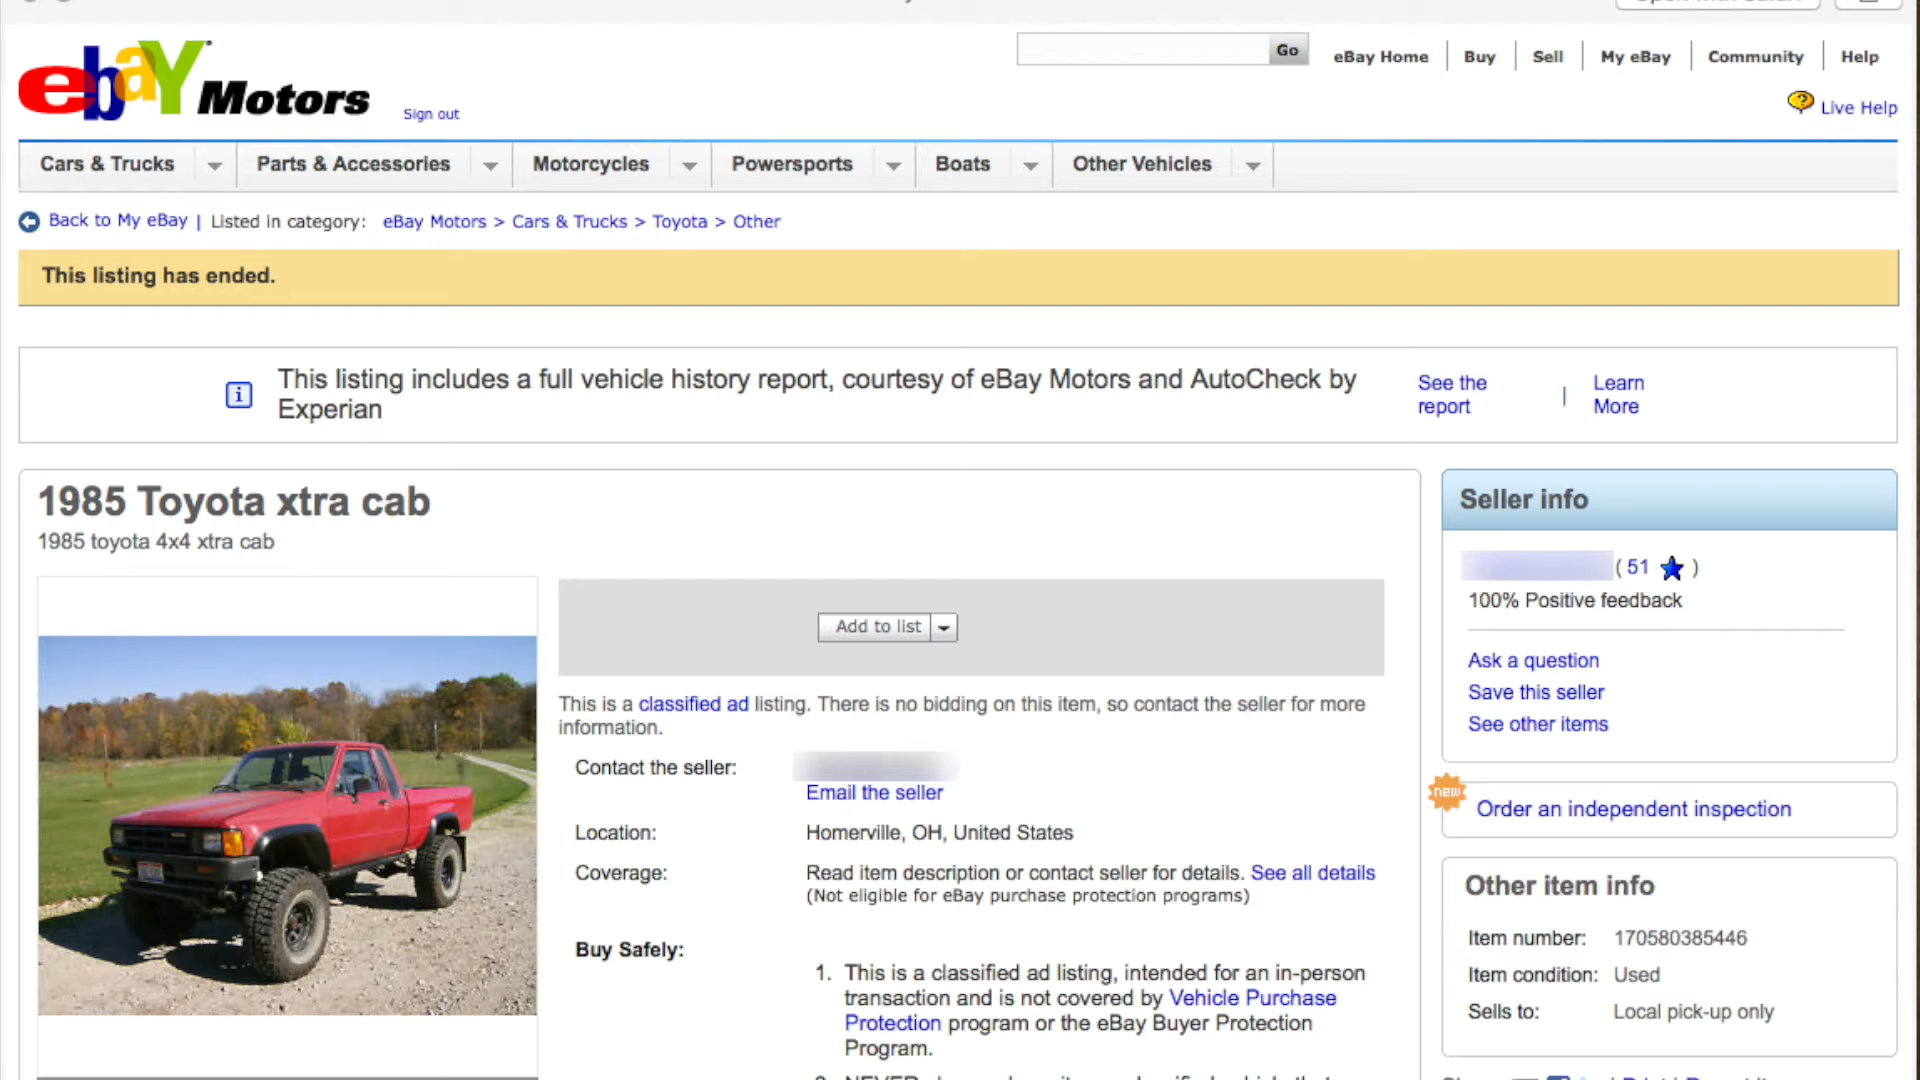 Go
eBay Home
Buy
Sell
My eBay
Community
Help
ebaY Motors
Sign out
Live Help
Cars & Trucks
Parts & Accessories
Motorcycles
Powersports
Boats
Other Vehicles
Back to My eBay | Listed in category: eBay Motors > Cars & Trucks > Toyota > Other
This listing has ended.
This listing includes a full vehicle history report, courtesy of eBay Motors and AutoCheck by
Experian
See the
report
|
Learn
More
1985 Toyota xtra cab
1985 toyota 4x4 xtra cab
Add to list
This is a classified ad listing. There is no bidding on this item, so contact the seller for more
information.
Contact the seller:
Email the seller
Location: Homerville, OH, United States
Coverage: Read item description or contact seller for details. See all details
(Not eligible for eBay purchase protection programs)
Buy Safely:
1. This is a classified ad listing, intended for an in-person
transaction and is not covered by Vehicle Purchase
Protection program or the eBay Buyer Protection
Program.
Seller info
( 51 )
100% Positive feedback
Ask a question
Save this seller
See other items
new
Order an independent inspection
Other item info
Item number: 170580385446
Item condition: Used
Sells to: Local pick-up only